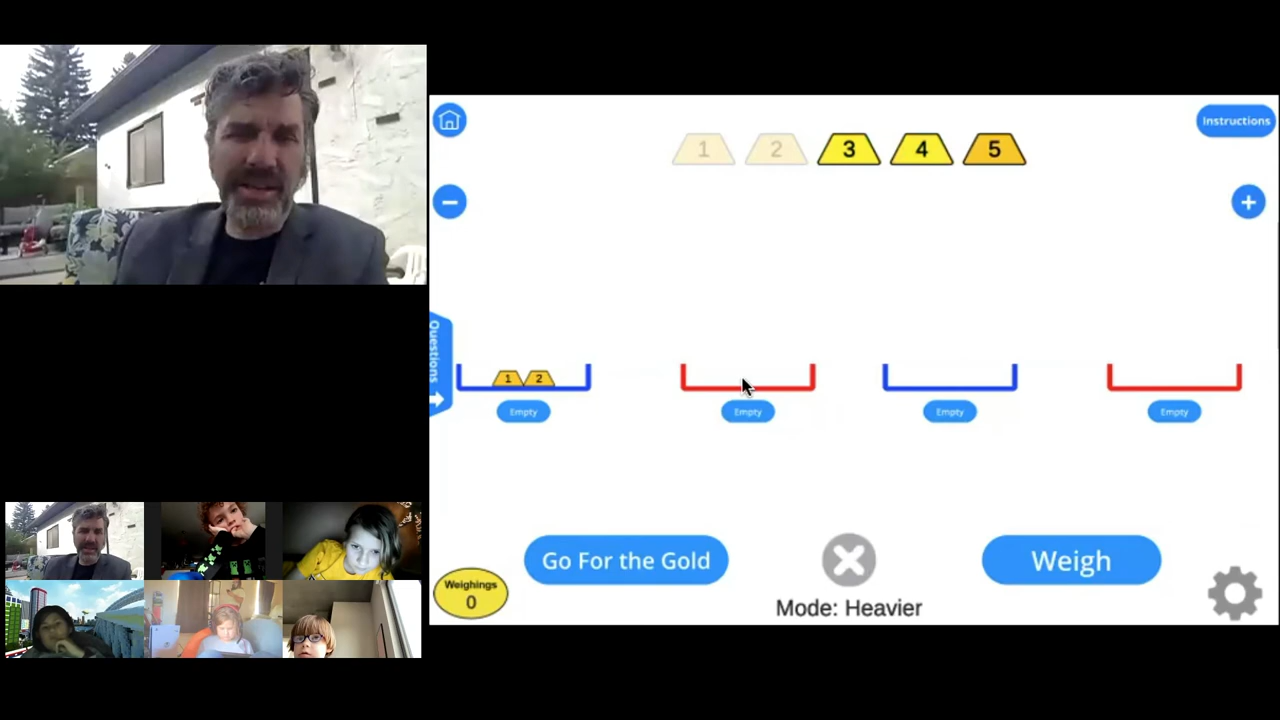 Instructions
1 2 3 4 5
Questions
1 2
Empty Empty Empty Empty
Go For the Gold
Weigh
Weighings
0
Mode: Heavier